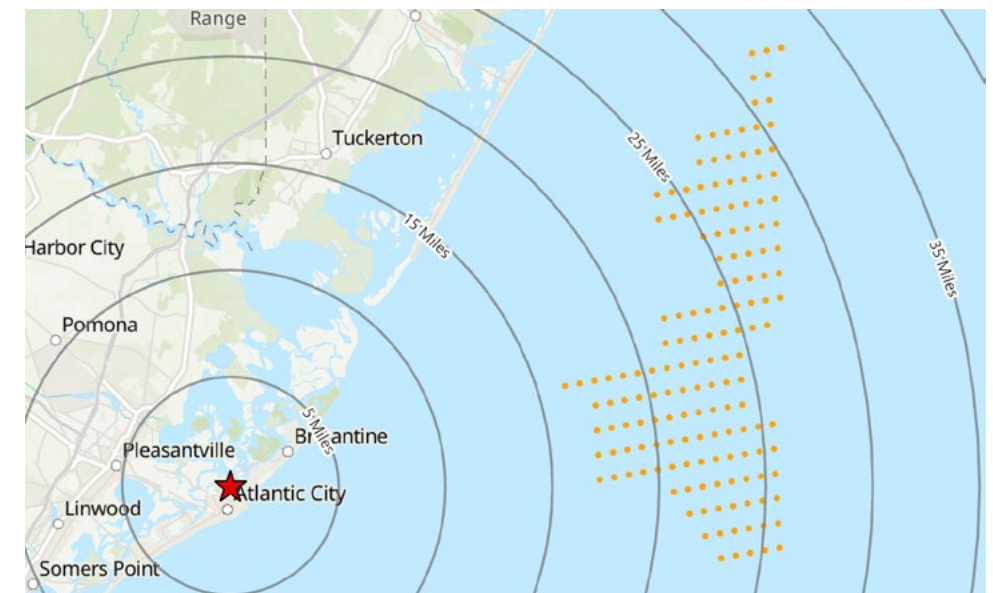 Range
Tuckerton
25 Miles
15 Miles
Harbor City
35 Miles
Pomona
5 Miles
Pleasantville
Atlantic City
Linwood
Somers Point